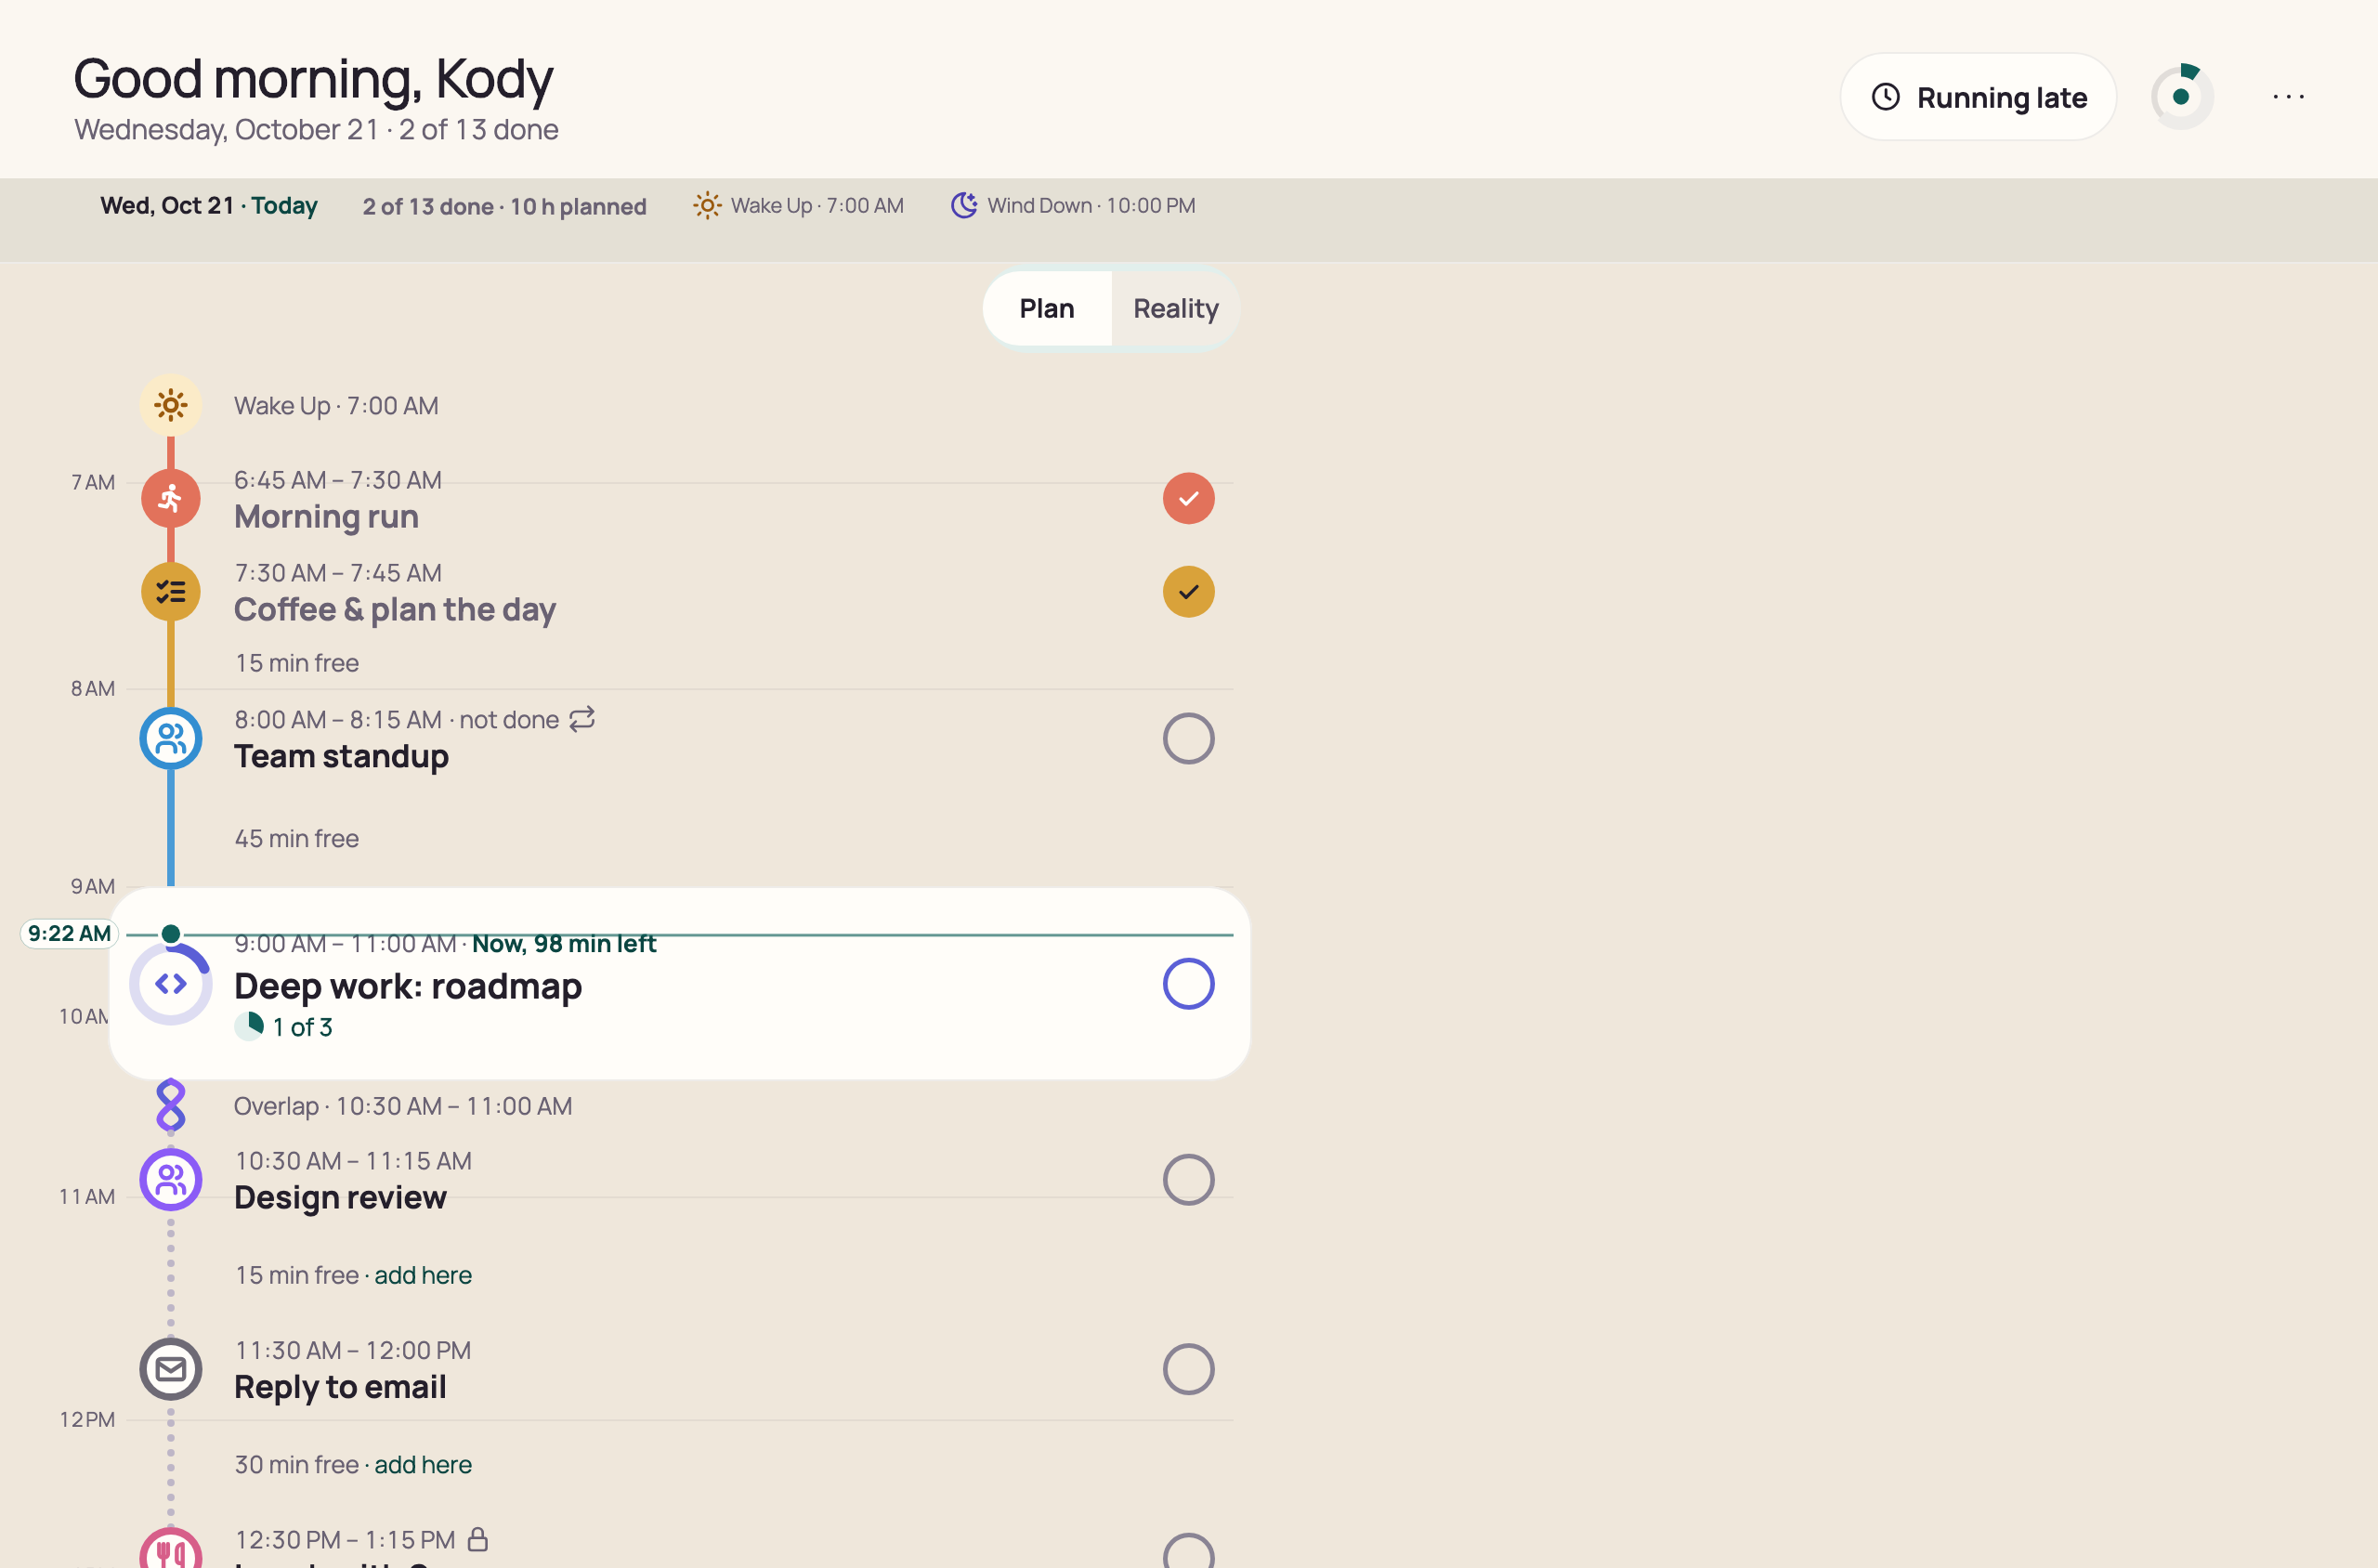 Good morning, Kody
Wednesday, October 21 · 2 of 13 done
Running late
Wed, Oct 21 · Today
2 of 13 done · 10 h planned
Wake Up · 7:00 AM
Wind Down · 10:00 PM
Plan
Reality
Wake Up · 7:00 AM
7 AM
6:45 AM – 7:30 AM
Morning run
7:30 AM – 7:45 AM
Coffee & plan the day
15 min free
8 AM
8:00 AM – 8:15 AM · not done
Team standup
45 min free
9 AM
9:22 AM
9:00 AM – 11:00 AM · Now, 98 min left
Deep work: roadmap
10 AM
1 of 3
Overlap · 10:30 AM – 11:00 AM
10:30 AM – 11:15 AM
11 AM
Design review
15 min free · add here
11:30 AM – 12:00 PM
Reply to email
12 PM
30 min free · add here
12:30 PM – 1:15 PM